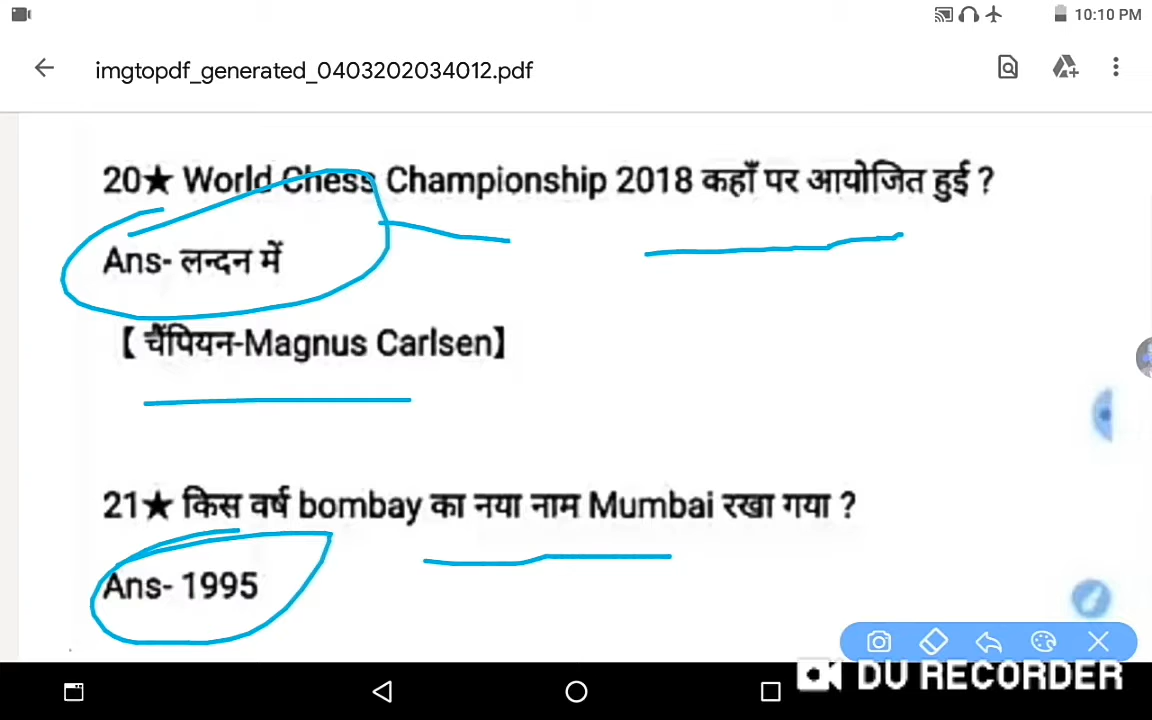 10:10 PM
imgtopdf_generated_0403202034012.pdf
20★ World Chess Championship 2018 कहाँ पर आयोजित हुई ?
Ans- लन्दन में
【 चैंपियन-Magnus Carlsen】
21★ किस वर्ष bombay का नया नाम Mumbai रखा गया ?
Ans- 1995
DU RECORDER